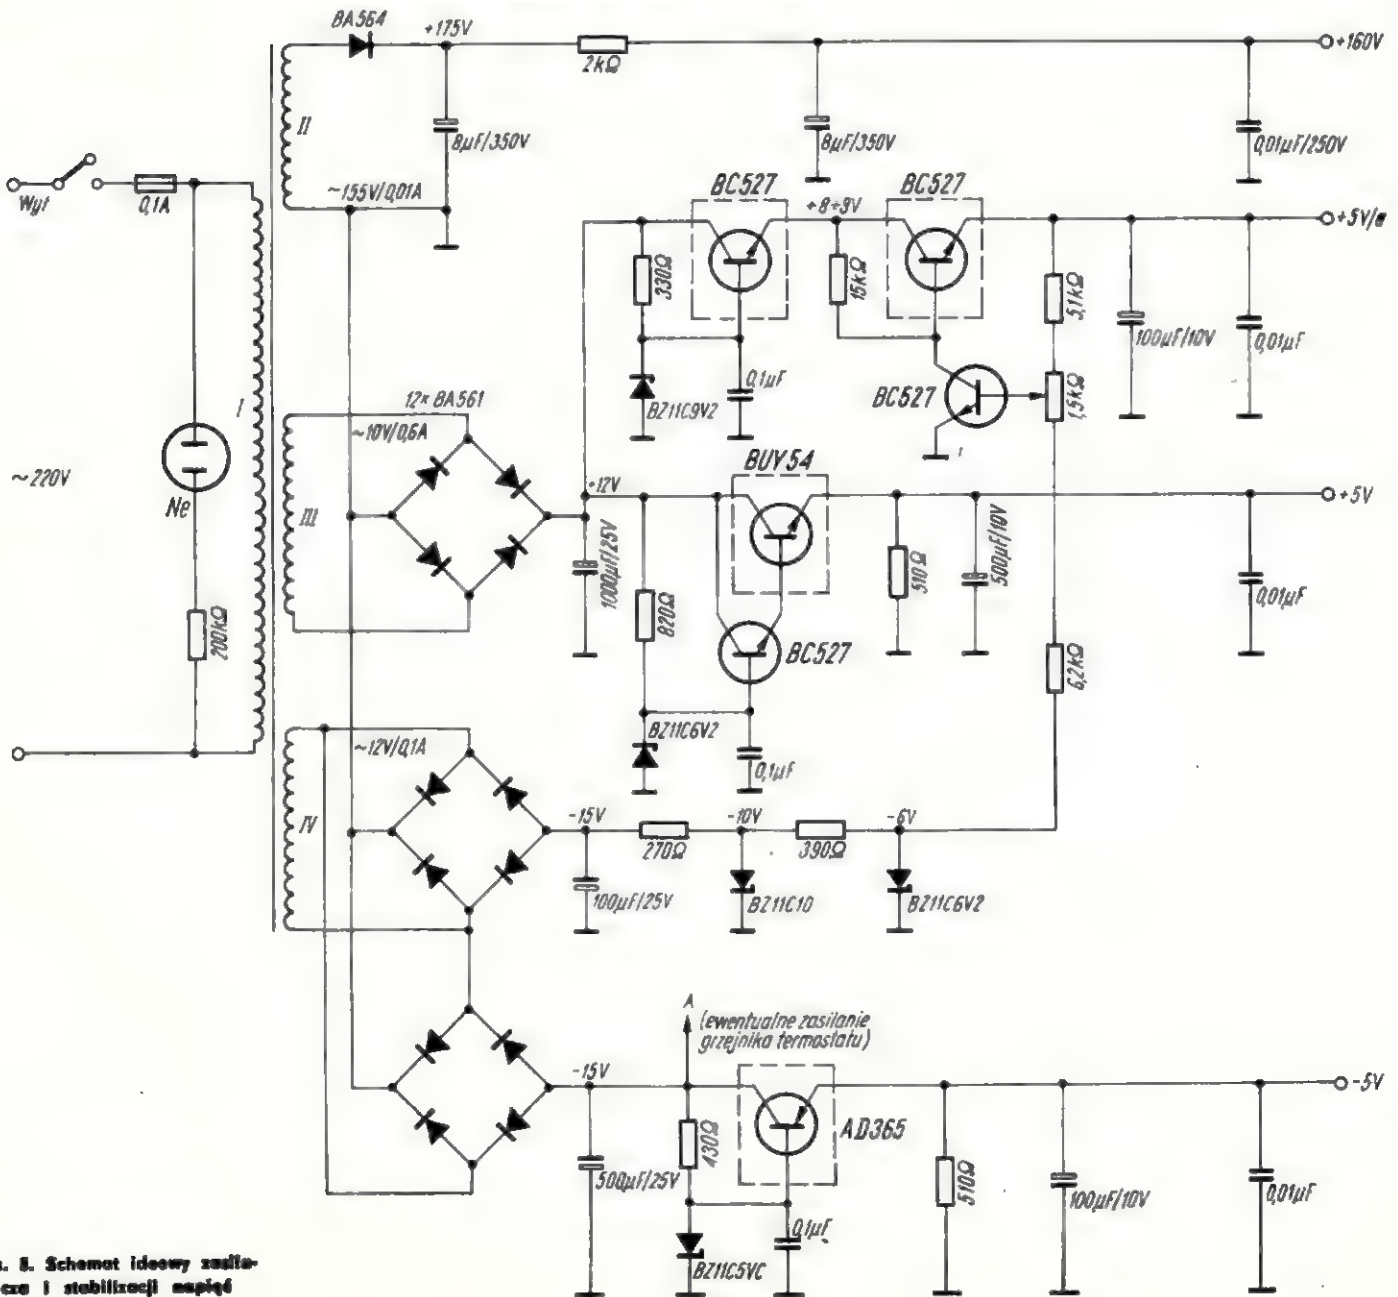 BA564
+175V
2kΩ
+160V
II
8μF/350V
8μF/350V
0,01μF/250V
Wył
0,1A
~155V/0,01A
BC527
+8÷9V
BC527
+5V/a
330Ω
15kΩ
5,1kΩ
100μF/10V
0,01μF
BZ11C9V2
0,1μF
BC527
1,5kΩ
I
12× BA561
~10V/0,6A
BUY54
~220V
Ne
III
+12V
+5V
1000μF/25V
510Ω
500μF/10V
0,01μF
820Ω
BC527
200kΩ
6,2kΩ
BZ11C6V2
0,1μF
~12V/0,1A
IV
-15V
270Ω
-10V
390Ω
-6V
100μF/25V
BZ11C10
BZ11C6V2
A
(ewentualne zasilanie
grzejnika termostatu)
-15V
-5V
430Ω
AD365
500μF/25V
510Ω
100μF/10V
0,01μF
BZ11C5VC
0,1μF
s. 5. Schemat ideowy zasila-
cza i stabilizacji napięć